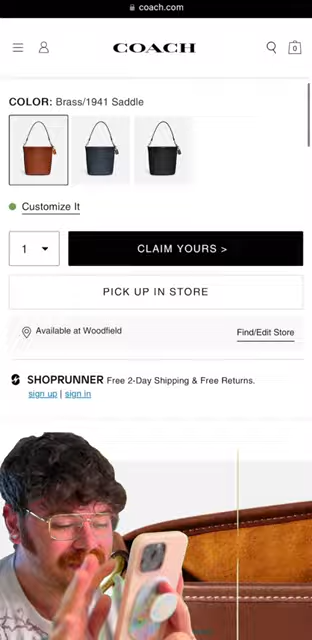 coach.com
COACH
0
COLOR: Brass/1941 Saddle
Customize It
1
CLAIM YOURS >
PICK UP IN STORE
Available at Woodfield
Find/Edit Store
SHOPRUNNER Free 2-Day Shipping & Free Returns.
sign up | sign in